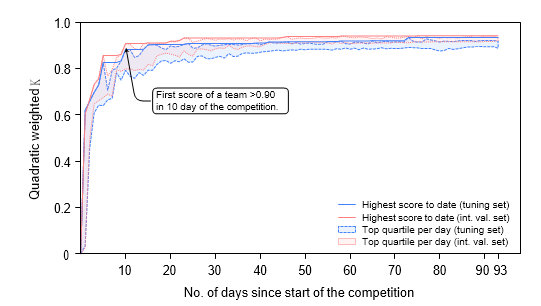 1.0
0.8
0.6
0.4
0.2
0
Quadratic weighted K
First score of a team >0.90
in 10 day of the competition.
Highest score to date (tuning set)
Highest score to date (int. val. set)
Top quartile per day (tuning set)
Top quartile per day (int. val. set)
10 20 30 40 50 60 70 80 90 93
No. of days since start of the competition